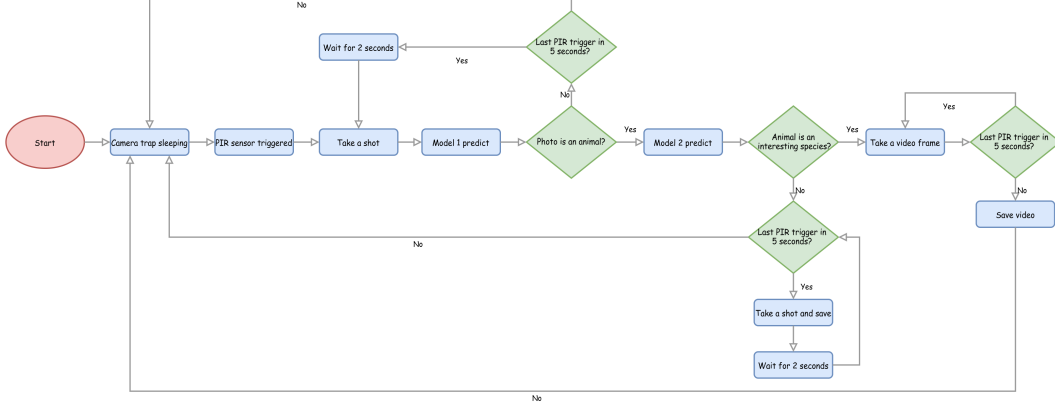 No
Last PIR trigger in
5 seconds?
Wait for 2 seconds
Yes
No
Start
Camera trap sleeping
PIR sensor triggered
Take a shot
Model 1 predict
Photo is an animal?
Yes
Model 2 predict
Animal is an
interesting species?
Yes
Take a video frame
Yes
Last PIR trigger in
5 seconds?
No
Save video
No
Last PIR trigger in
5 seconds?
No
Yes
Take a shot and save
Wait for 2 seconds
No